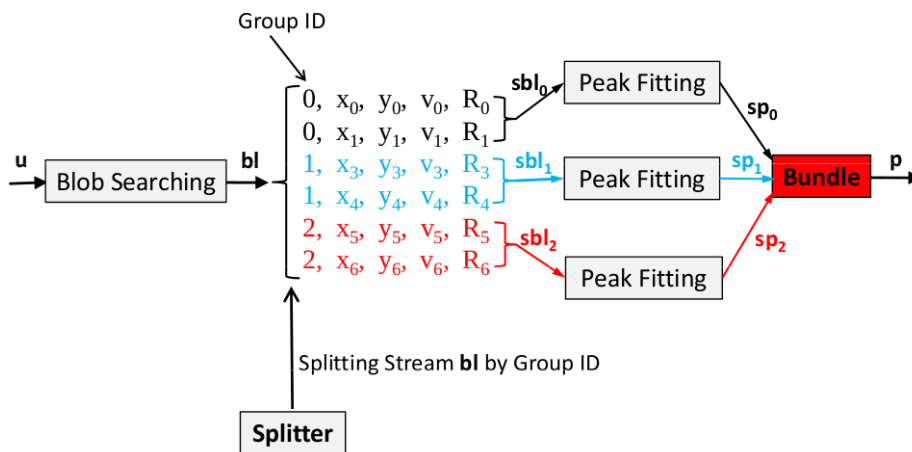 Group ID
0, x₀, y₀, v₀, R₀
0, x₁, y₁, v₁, R₁
1, x₃, y₃, v₃, R₃
1, x₄, y₄, v₄, R₄
2, x₅, y₅, v₅, R₅
2, x₆, y₆, v₆, R₆
u
Blob Searching
bl
sbl₀
Peak Fitting
sp₀
sbl₁
Peak Fitting
sp₁
Bundle
p
sbl₂
Peak Fitting
sp₂
Splitting Stream bl by Group ID
Splitter